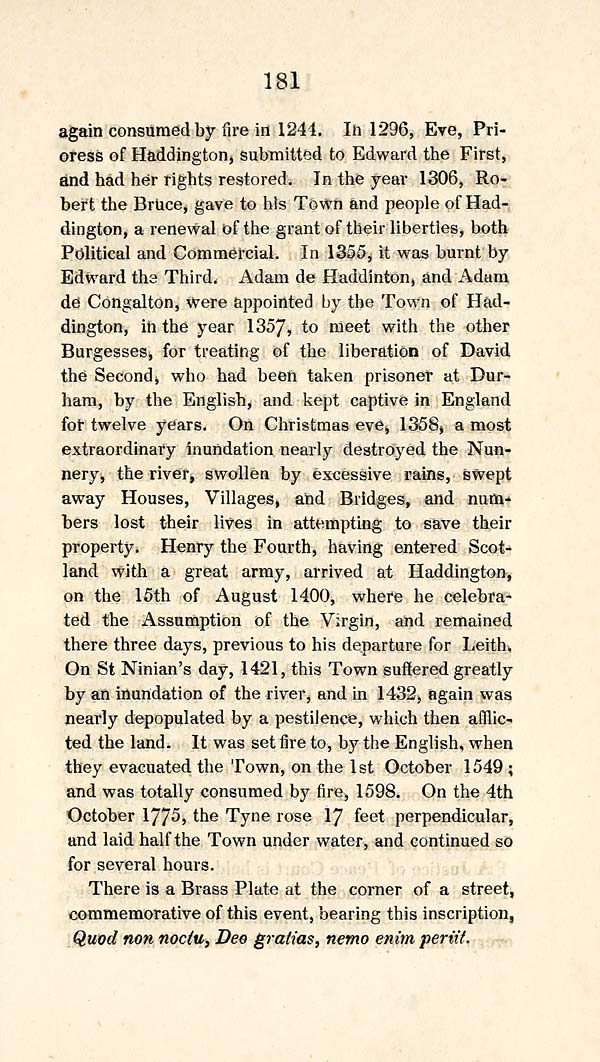 181
again consumed by fire in 1244. In 1296, Eve, Pri-
oress of Haddington, submitted to Edward the First,
and had her rights restored. In the year 1306, Ro-
bert the Bruce, gave to his Town and people of Had-
dington, a renewal of the grant of their liberties, both
Political and Commercial. In 1355, it was burnt by
Edward the Third. Adam de Haddinton, and Adam
de Congalton, were appointed by the Town of Had-
dington, in the year 1357, to meet with the other
Burgesses, for treating of the liberation of David
the Second, who had been taken prisoner at Dur-
ham, by the English, and kept captive in England
for twelve years. On Christmas eve, 1358, a most
extraordinary inundation nearly destroyed the Nun-
nery, the river, swollen by excessive rains, swept
away Houses, Villages, and Bridges, and num-
bers lost their lives in attempting to save their
property. Henry the Fourth, having entered Scot-
land with a great army, arrived at Haddington,
on the 15th of August 1400, where he celebra-
ted the Assumption of the Virgin, and remained
there three days, previous to his departure for Leith.
On St Ninian's day, 1421, this Town suffered greatly
by an inundation of the river, and in 1432, again was
nearly depopulated by a pestilence, which then afflic-
ted the land. It was set fire to, by the English, when
they evacuated the Town, on the 1st October 1549;
and was totally consumed by fire, 1598. On the 4th
October 1775, the Tyne rose 17 feet perpendicular,
and laid half the Town under water, and continued so
for several hours.
There is a Brass Plate at the corner of a street,
commemorative of this event, bearing this inscription,
Quod non noctu, Deo gratias, nemo enim periit.